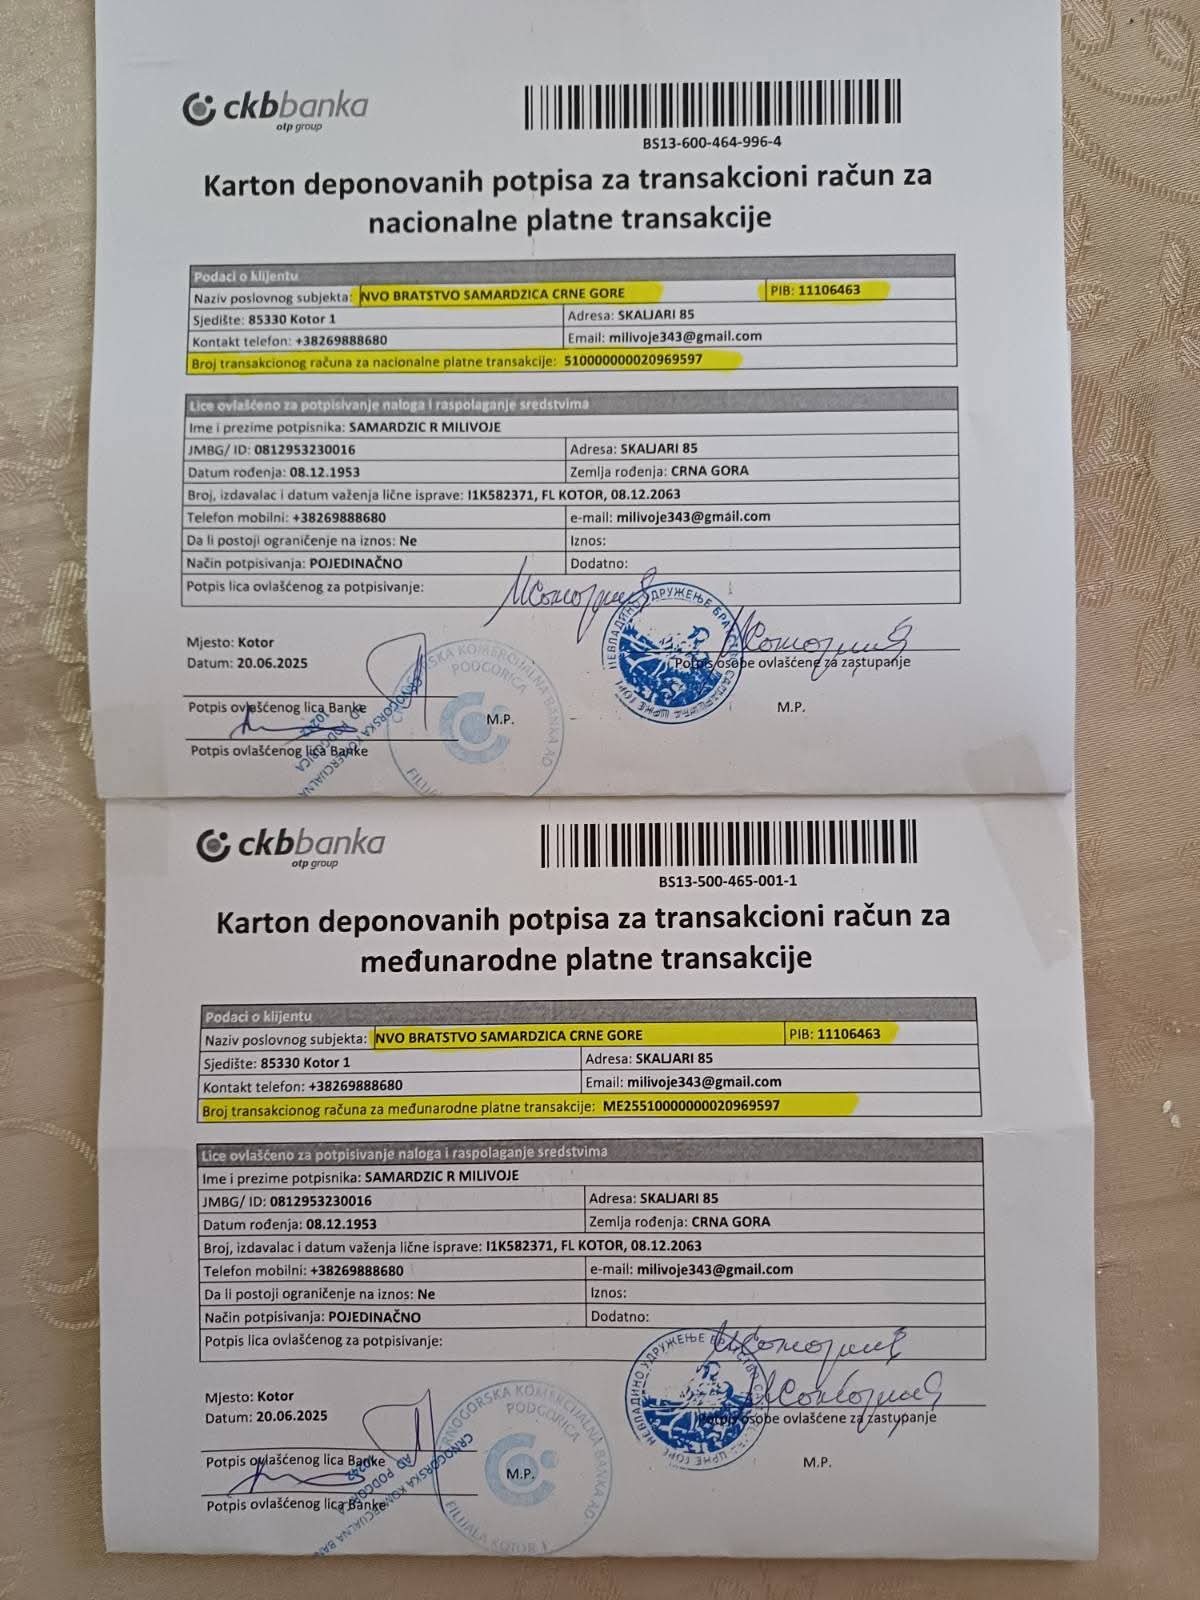 ckbbanka
otp group
BS13-600-464-996-4
Karton deponovanih potpisa za transakcioni račun za
nacionalne platne transakcije
Podaci o klijentu
Naziv poslovnog subjekta: NVO BRATSTVO SAMARDZICA CRNE GORE PIB: 11106463
Sjedište: 85330 Kotor 1 Adresa: SKALJARI 85
Kontakt telefon: +38269888680 Email: milivoje343@gmail.com
Broj transakcionog računa za nacionalne platne transakcije: 510000000020969597
Lice ovlašćeno za potpisivanje naloga i raspolaganje sredstvima
Ime i prezime potpisnika: SAMARDZIC R MILIVOJE
JMBG/ ID: 0812953230016 Adresa: SKALJARI 85
Datum rođenja: 08.12.1953 Zemlja rođenja: CRNA GORA
Broj, izdavalac i datum važenja lične isprave: I1K582371, FL KOTOR, 08.12.2063
Telefon mobilni: +38269888680 e-mail: milivoje343@gmail.com
Da li postoji ograničenje na iznos: Ne Iznos:
Način potpisivanja: POJEDINAČNO Dodatno:
Potpis lica ovlašćenog za potpisivanje:
Mjesto: Kotor
Datum: 20.06.2025
Potpis osobe ovlašćene za zastupanje
Potpis ovlašćenog lica Banke
M.P. M.P.
Potpis ovlašćenog lica Banke
ckbbanka
otp group
BS13-500-465-001-1
Karton deponovanih potpisa za transakcioni račun za
međunarodne platne transakcije
Podaci o klijentu
Naziv poslovnog subjekta: NVO BRATSTVO SAMARDZICA CRNE GORE PIB: 11106463
Sjedište: 85330 Kotor 1 Adresa: SKALJARI 85
Kontakt telefon: +38269888680 Email: milivoje343@gmail.com
Broj transakcionog računa za međunarodne platne transakcije: ME25510000000020969597
Lice ovlašćeno za potpisivanje naloga i raspolaganje sredstvima
Ime i prezime potpisnika: SAMARDZIC R MILIVOJE
JMBG/ ID: 0812953230016 Adresa: SKALJARI 85
Datum rođenja: 08.12.1953 Zemlja rođenja: CRNA GORA
Broj, izdavalac i datum važenja lične isprave: I1K582371, FL KOTOR, 08.12.2063
Telefon mobilni: +38269888680 e-mail: milivoje343@gmail.com
Da li postoji ograničenje na iznos: Ne Iznos:
Način potpisivanja: POJEDINAČNO Dodatno:
Potpis lica ovlašćenog za potpisivanje:
Mjesto: Kotor
Datum: 20.06.2025
Potpis osobe ovlašćene za zastupanje
Potpis ovlašćenog lica Banke
M.P. M.P.
Potpis ovlašćenog lica Banke
CRNOGORSKA KOMERCIJALNA BANKA AD
PODGORICA
FILIJALA KOTOR 1